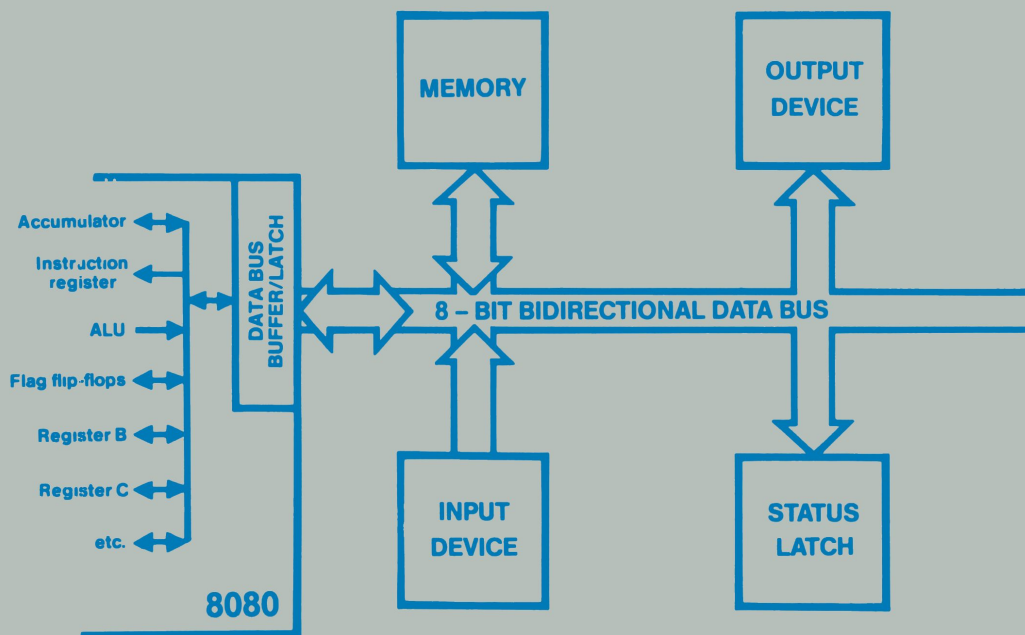 MEMORY
OUTPUT
DEVICE
Accumulator
Instruction
register
ALU
Flag flip-flops
Register B
Register C
etc.
DATA BUS
BUFFER/LATCH
8 – BIT BIDIRECTIONAL DATA BUS
INPUT
DEVICE
STATUS
LATCH
8080